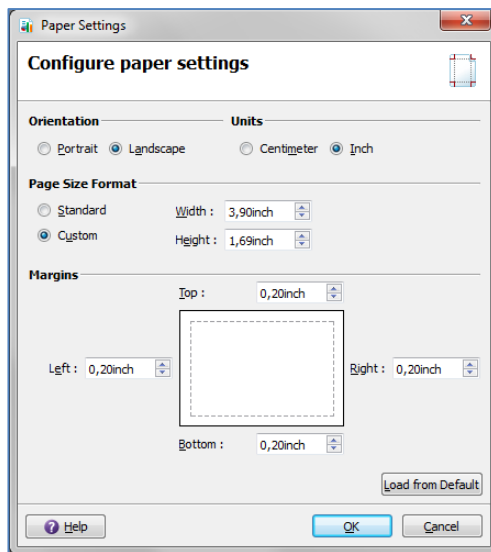 Paper Settings
Configure paper settings
Orientation Units
Portrait Landscape Centimeter Inch
Page Size Format
Standard Width : 3,90inch
Custom Height : 1,69inch
Margins
Top : 0,20inch
Left : 0,20inch Right : 0,20inch
Bottom : 0,20inch
Load from Default
Help OK Cancel